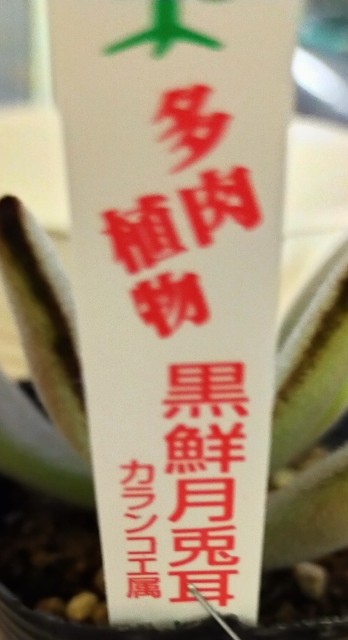 多肉植物
黒鮮月兎耳
カランコエ属